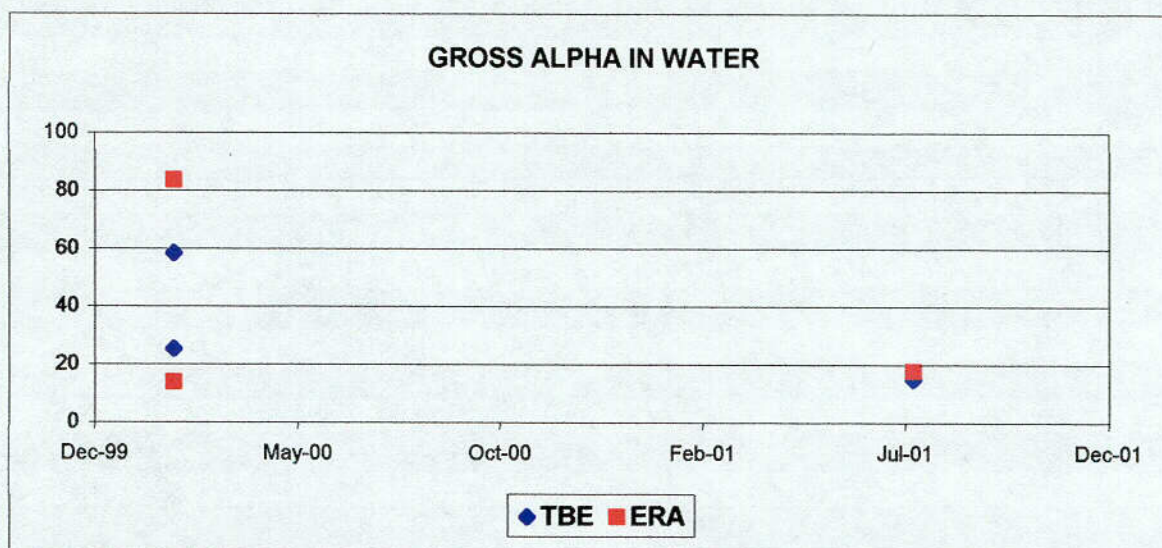 GROSS ALPHA IN WATER
100
80
60
40
20
0
Dec-99 May-00 Oct-00 Feb-01 Jul-01 Dec-01
TBE ERA